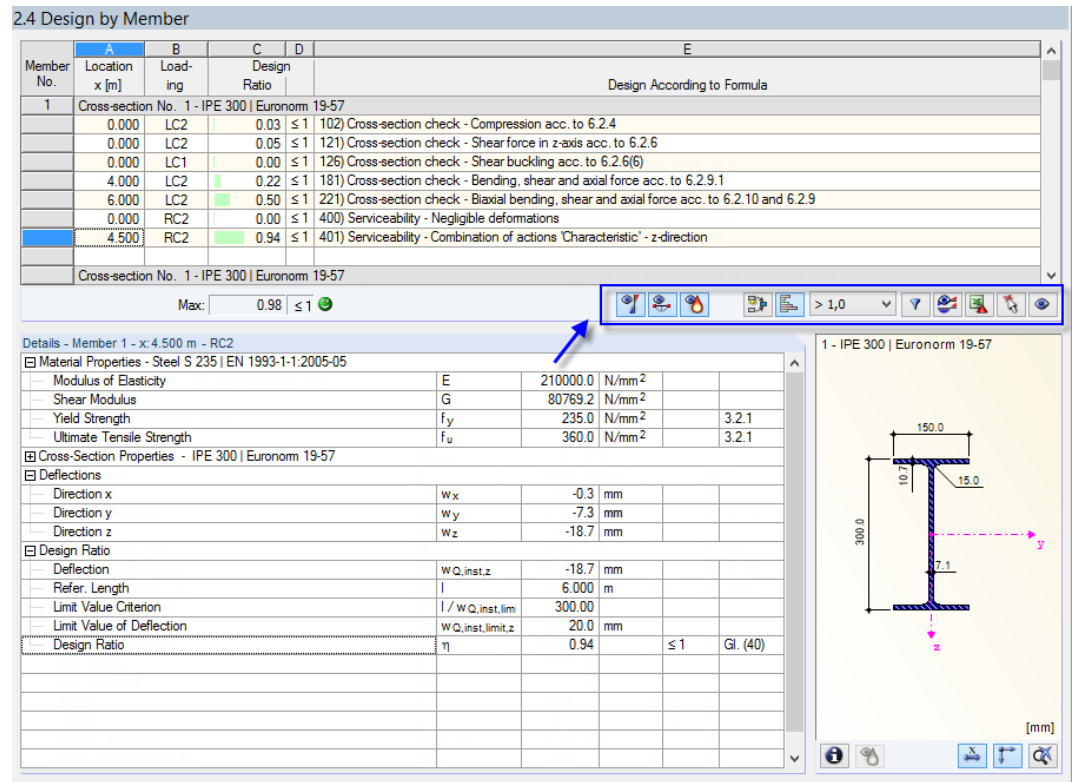 2.4 Design by Member
A B C D E
Member No. Location x [m] Load- ing Design Ratio Design According to Formula
1 Cross-section No. 1 - IPE 300 | Euronorm 19-57
0.000 LC2 0.03 ≤ 1 102) Cross-section check - Compression acc. to 6.2.4
0.000 LC2 0.05 ≤ 1 121) Cross-section check - Shear force in z-axis acc. to 6.2.6
0.000 LC1 0.00 ≤ 1 126) Cross-section check - Shear buckling acc. to 6.2.6(6)
4.000 LC2 0.22 ≤ 1 181) Cross-section check - Bending, shear and axial force acc. to 6.2.9.1
6.000 LC2 0.50 ≤ 1 221) Cross-section check - Biaxial bending, shear and axial force acc. to 6.2.10 and 6.2.9
0.000 RC2 0.00 ≤ 1 400) Serviceability - Negligible deformations
4.500 RC2 0.94 ≤ 1 401) Serviceability - Combination of actions 'Characteristic' - z-direction
Cross-section No. 1 - IPE 300 | Euronorm 19-57
Max: 0.98 ≤ 1 > 1,0
Details - Member 1 - x: 4.500 m - RC2
Material Properties - Steel S 235 | EN 1993-1-1:2005-05
Modulus of Elasticity E 210000.0 N/mm2
Shear Modulus G 80769.2 N/mm2
Yield Strength fy 235.0 N/mm2 3.2.1
Ultimate Tensile Strength fu 360.0 N/mm2 3.2.1
Cross-Section Properties - IPE 300 | Euronorm 19-57
Deflections
Direction x wx -0.3 mm
Direction y wy -7.3 mm
Direction z wz -18.7 mm
Design Ratio
Deflection wQ,inst,z -18.7 mm
Refer. Length l 6.000 m
Limit Value Criterion l / wQ,inst,limi 300.00
Limit Value of Deflection wQ,inst,limit,z 20.0 mm
Design Ratio η 0.94 ≤ 1 Gl. (40)
1 - IPE 300 | Euronorm 19-57
150.0
10.7
15.0
300.0
y
7.1
z
[mm]